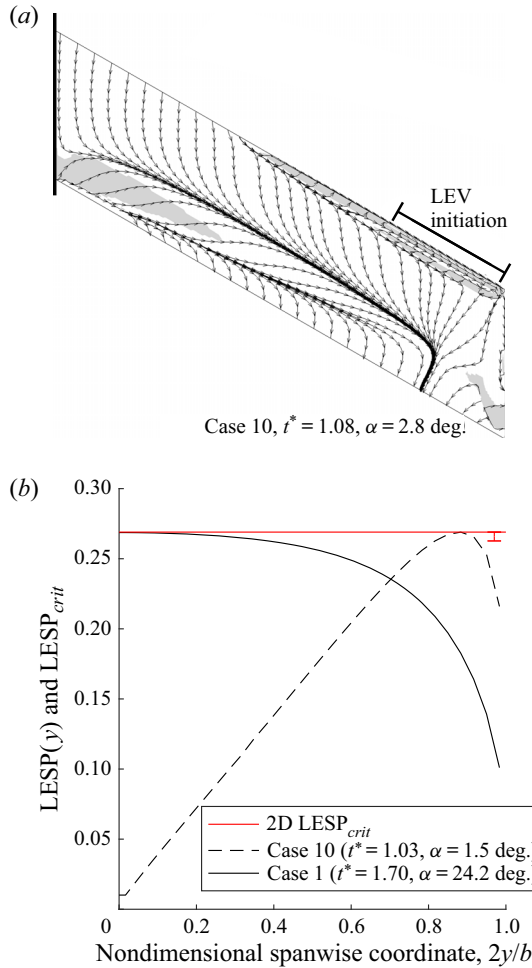 (a)
LEV
initiation
Case 10, t* = 1.08, α = 2.8 deg.
(b)
0.30
0.25
0.20
0.15
0.10
0.05
LESP(y) and LESPcrit
2D LESPcrit
Case 10 (t* = 1.03, α = 1.5 deg.)
Case 1 (t* = 1.70, α = 24.2 deg.)
0 0.2 0.4 0.6 0.8 1.0
Nondimensional spanwise coordinate, 2y/b